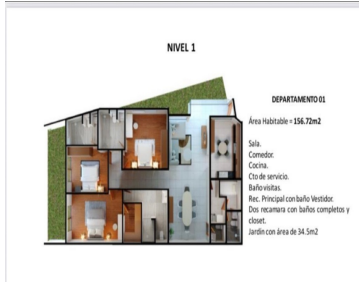 NIVEL 1
DEPARTAMENTO 01
Área Habitable = 156.72m2
Sala.
Comedor.
Cocina.
Cto de servicio.
Baño visitas.
Rec. Principal con baño Vestidor.
Dos recamara con baños completos y
closet.
Jardín con área de 34.5m2